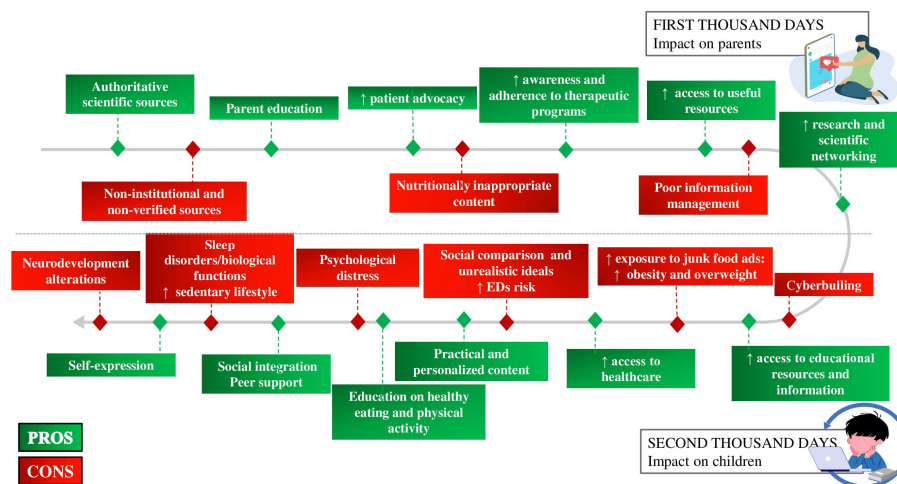 FIRST THOUSAND DAYS
Impact on parents
Authoritative
scientific sources
Parent education
↑ patient advocacy
↑ awareness and
adherence to therapeutic
programs
↑ access to useful
resources
↑ research and
scientific
networking
Non-institutional and
non-verified sources
Nutritionally inappropriate
content
Poor information
management
Neurodevelopment
alterations
Sleep
disorders/biological
functions
↑ sedentary lifestyle
Psychological
distress
Social comparison and
unrealistic ideals
↑ EDs risk
↑ exposure to junk food ads:
↑ obesity and overweight
Cyberbulling
Self-expression
Social integration
Peer support
Education on healthy
eating and physical
activity
Practical and
personalized content
↑ access to
healthcare
↑ access to educational
resources and
information
PROS
CONS
SECOND THOUSAND DAYS
Impact on children